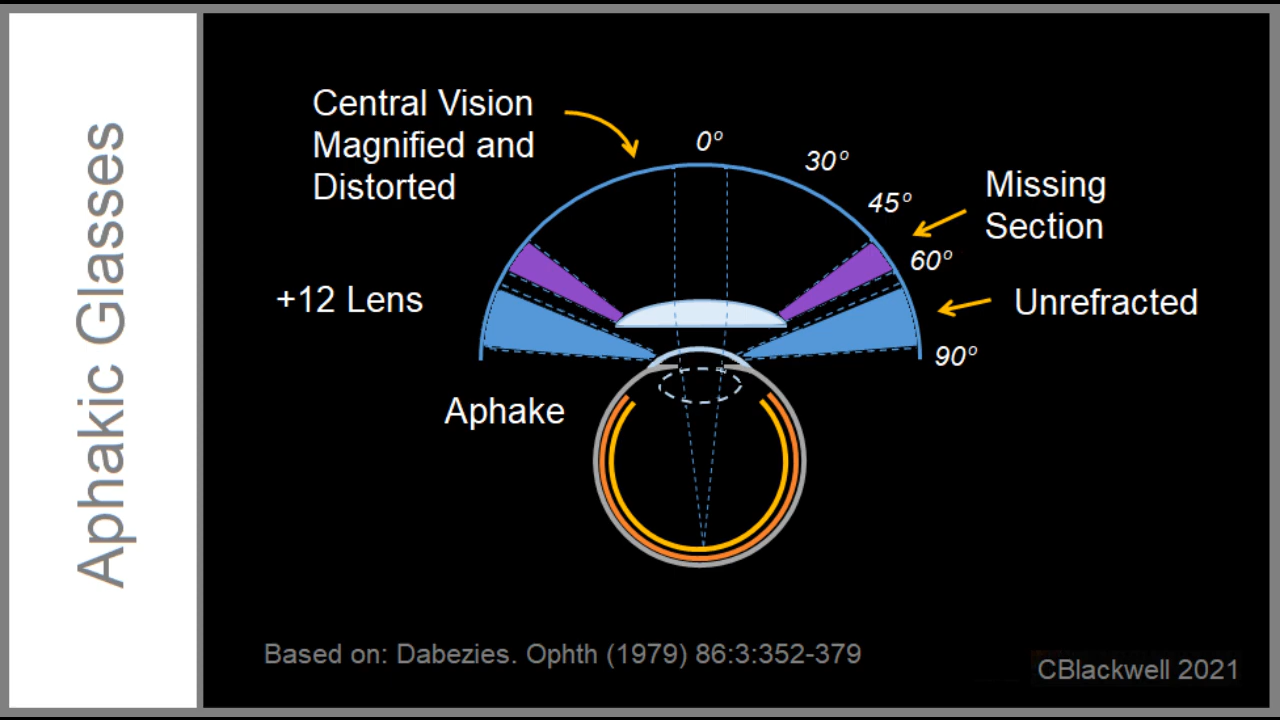 Aphakic Glasses
Central Vision
Magnified and
Distorted
0°
30°
45°
60°
90°
Missing
Section
Unrefracted
+12 Lens
Aphake
Based on: Dabezies. Ophth (1979) 86:3:352-379
CBlackwell 2021